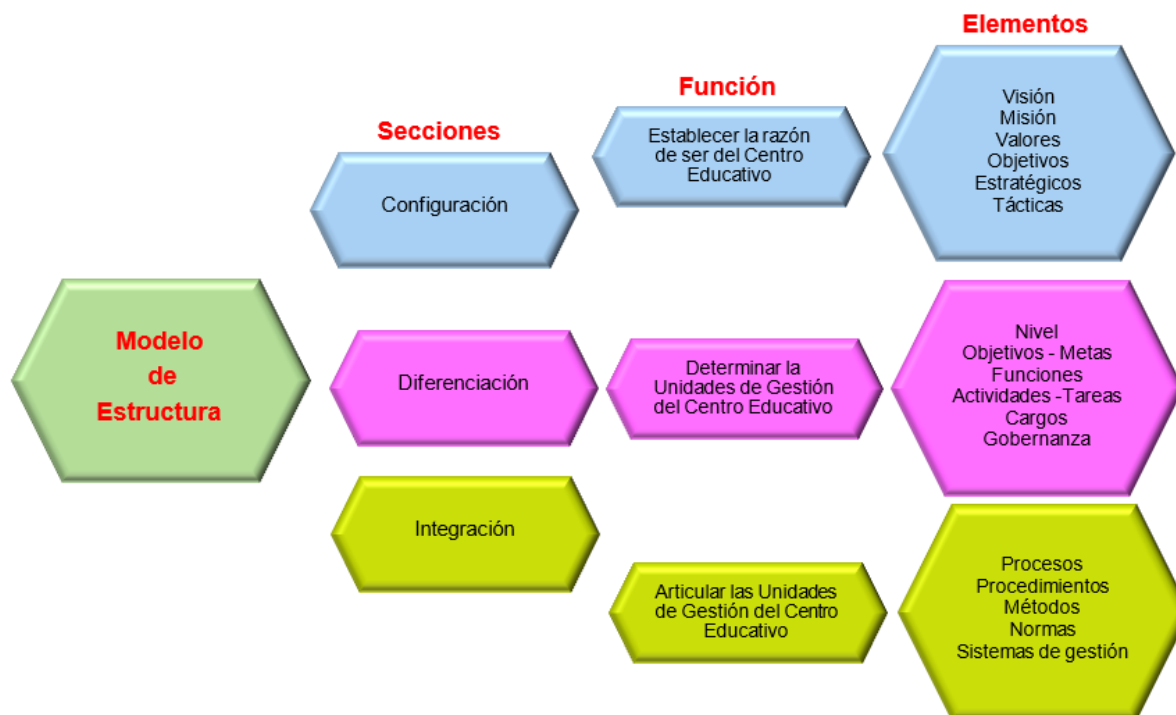 Elementos
Función
Secciones
Visión
Misión
Valores
Objetivos
Estratégicos
Tácticas
Establecer la razón
de ser del Centro
Educativo
Configuración
Modelo
de
Estructura
Diferenciación
Determinar la
Unidades de Gestión
del Centro Educativo
Nivel
Objetivos - Metas
Funciones
Actividades -Tareas
Cargos
Gobernanza
Integración
Articular las Unidades
de Gestión del Centro
Educativo
Procesos
Procedimientos
Métodos
Normas
Sistemas de gestión